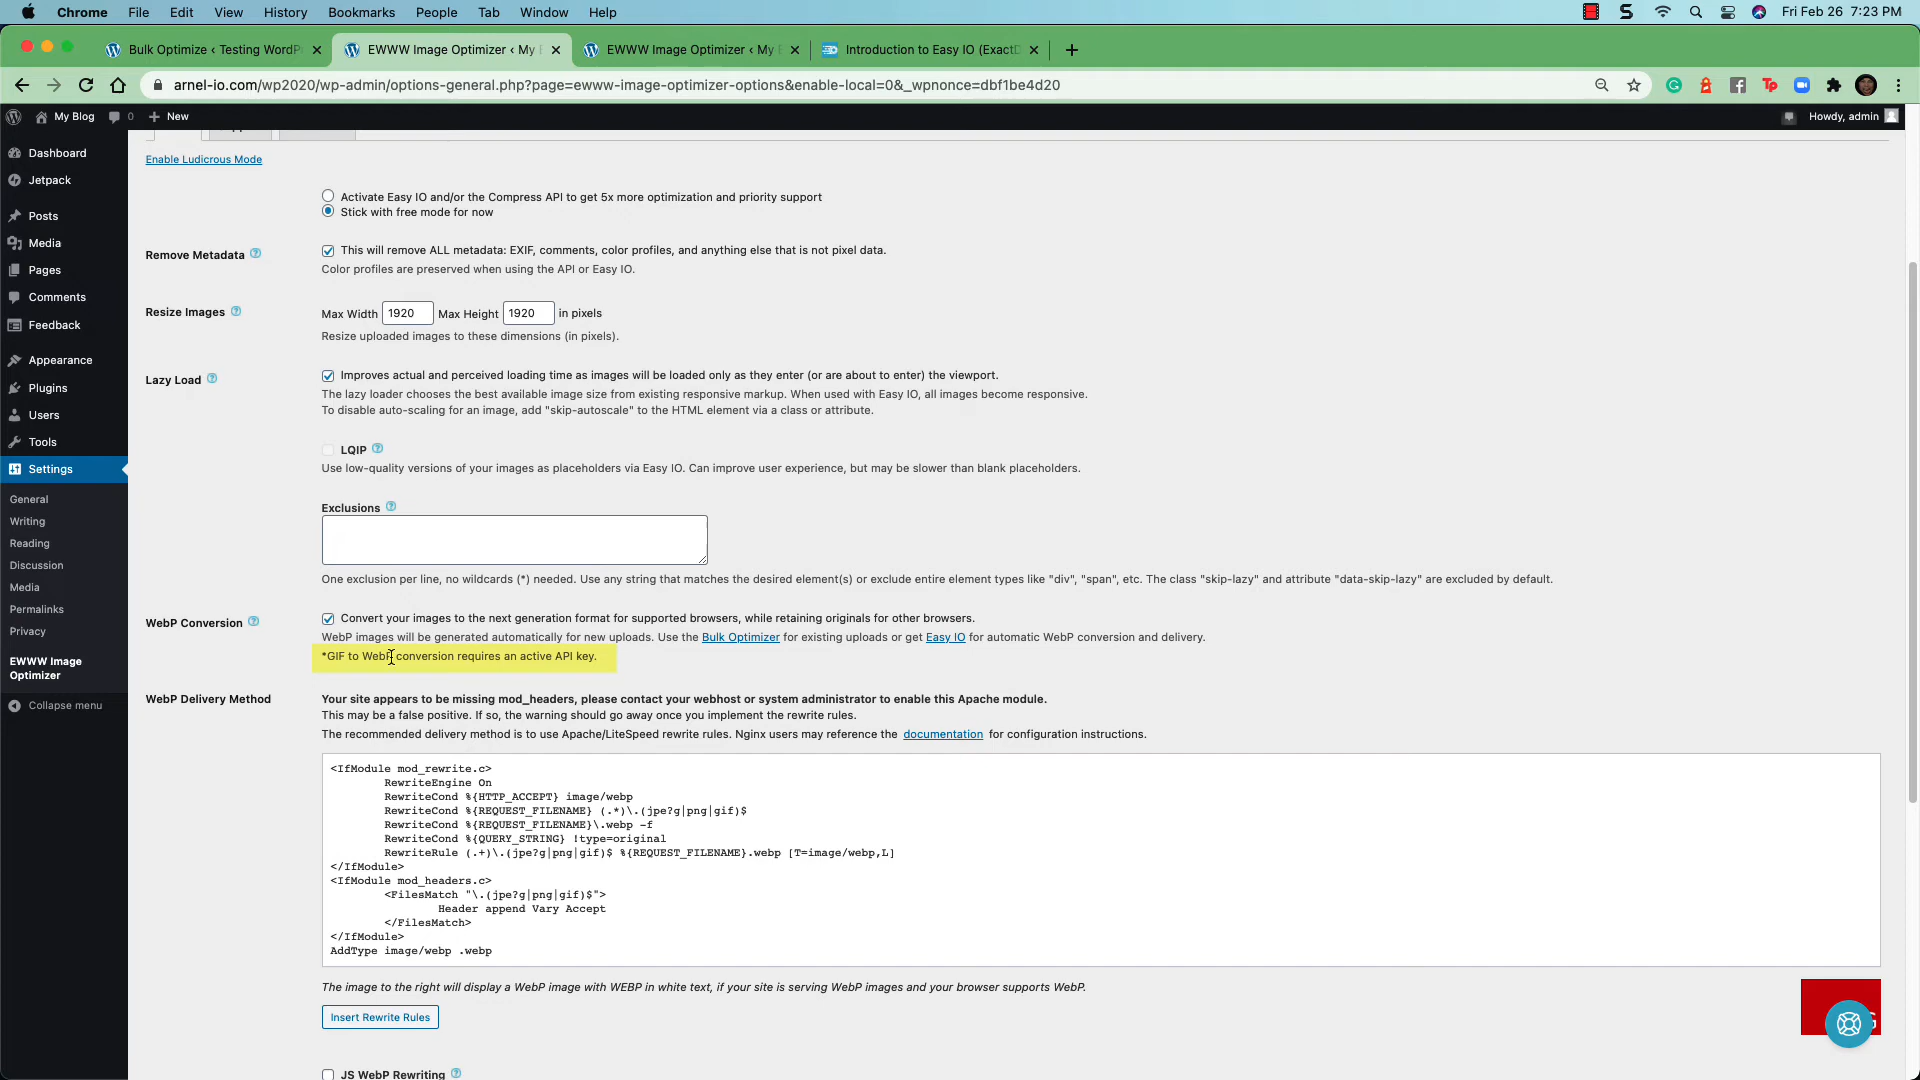 Chrome File Edit View History Bookmarks People Tab Window Help
Fri Feb 26 7:23 PM
Bulk Optimize ‹ Testing WordP
EWWW Image Optimizer ‹ My
EWWW Image Optimizer ‹ My
Introduction to Easy IO (Exact
arnel-io.com/wp2020/wp-admin/options-general.php?page=ewww-image-optimizer-options&enable-local=0&_wpnonce=dbf1be4d20
My Blog 0 New
Howdy, admin
Dashboard
Jetpack
Posts
Media
Pages
Comments
Feedback
Appearance
Plugins
Users
Tools
Settings
General
Writing
Reading
Discussion
Media
Permalinks
Privacy
EWWW Image
Optimizer
Collapse menu
Enable Ludicrous Mode
Activate Easy IO and/or the Compress API to get 5x more optimization and priority support
Stick with free mode for now
Remove Metadata
This will remove ALL metadata: EXIF, comments, color profiles, and anything else that is not pixel data.
Color profiles are preserved when using the API or Easy IO.
Resize Images
Max Width 1920 Max Height 1920 in pixels
Resize uploaded images to these dimensions (in pixels).
Lazy Load
Improves actual and perceived loading time as images will be loaded only as they enter (or are about to enter) the viewport.
The lazy loader chooses the best available image size from existing responsive markup. When used with Easy IO, all images become responsive.
To disable auto-scaling for an image, add "skip-autoscale" to the HTML element via a class or attribute.
LQIP
Use low-quality versions of your images as placeholders via Easy IO. Can improve user experience, but may be slower than blank placeholders.
Exclusions
One exclusion per line, no wildcards (*) needed. Use any string that matches the desired element(s) or exclude entire element types like "div", "span", etc. The class "skip-lazy" and attribute "data-skip-lazy" are excluded by default.
WebP Conversion
Convert your images to the next generation format for supported browsers, while retaining originals for other browsers.
WebP images will be generated automatically for new uploads. Use the Bulk Optimizer for existing uploads or get Easy IO for automatic WebP conversion and delivery.
*GIF to WebP conversion requires an active API key.
WebP Delivery Method
Your site appears to be missing mod_headers, please contact your webhost or system administrator to enable this Apache module.
This may be a false positive. If so, the warning should go away once you implement the rewrite rules.
The recommended delivery method is to use Apache/LiteSpeed rewrite rules. Nginx users may reference the documentation for configuration instructions.
<IfModule mod_rewrite.c>
RewriteEngine On
RewriteCond %{HTTP_ACCEPT} image/webp
RewriteCond %{REQUEST_FILENAME} (.*)\.(jpe?g|png|gif)$
RewriteCond %{REQUEST_FILENAME}\.webp -f
RewriteCond %{QUERY_STRING} !type=original
RewriteRule (.+)\.(jpe?g|png|gif)$ %{REQUEST_FILENAME}.webp [T=image/webp,L]
</IfModule>
<IfModule mod_headers.c>
<FilesMatch "\.(jpe?g|png|gif)$">
Header append Vary Accept
</FilesMatch>
</IfModule>
AddType image/webp .webp
The image to the right will display a WebP image with WEBP in white text, if your site is serving WebP images and your browser supports WebP.
Insert Rewrite Rules
JS WebP Rewriting